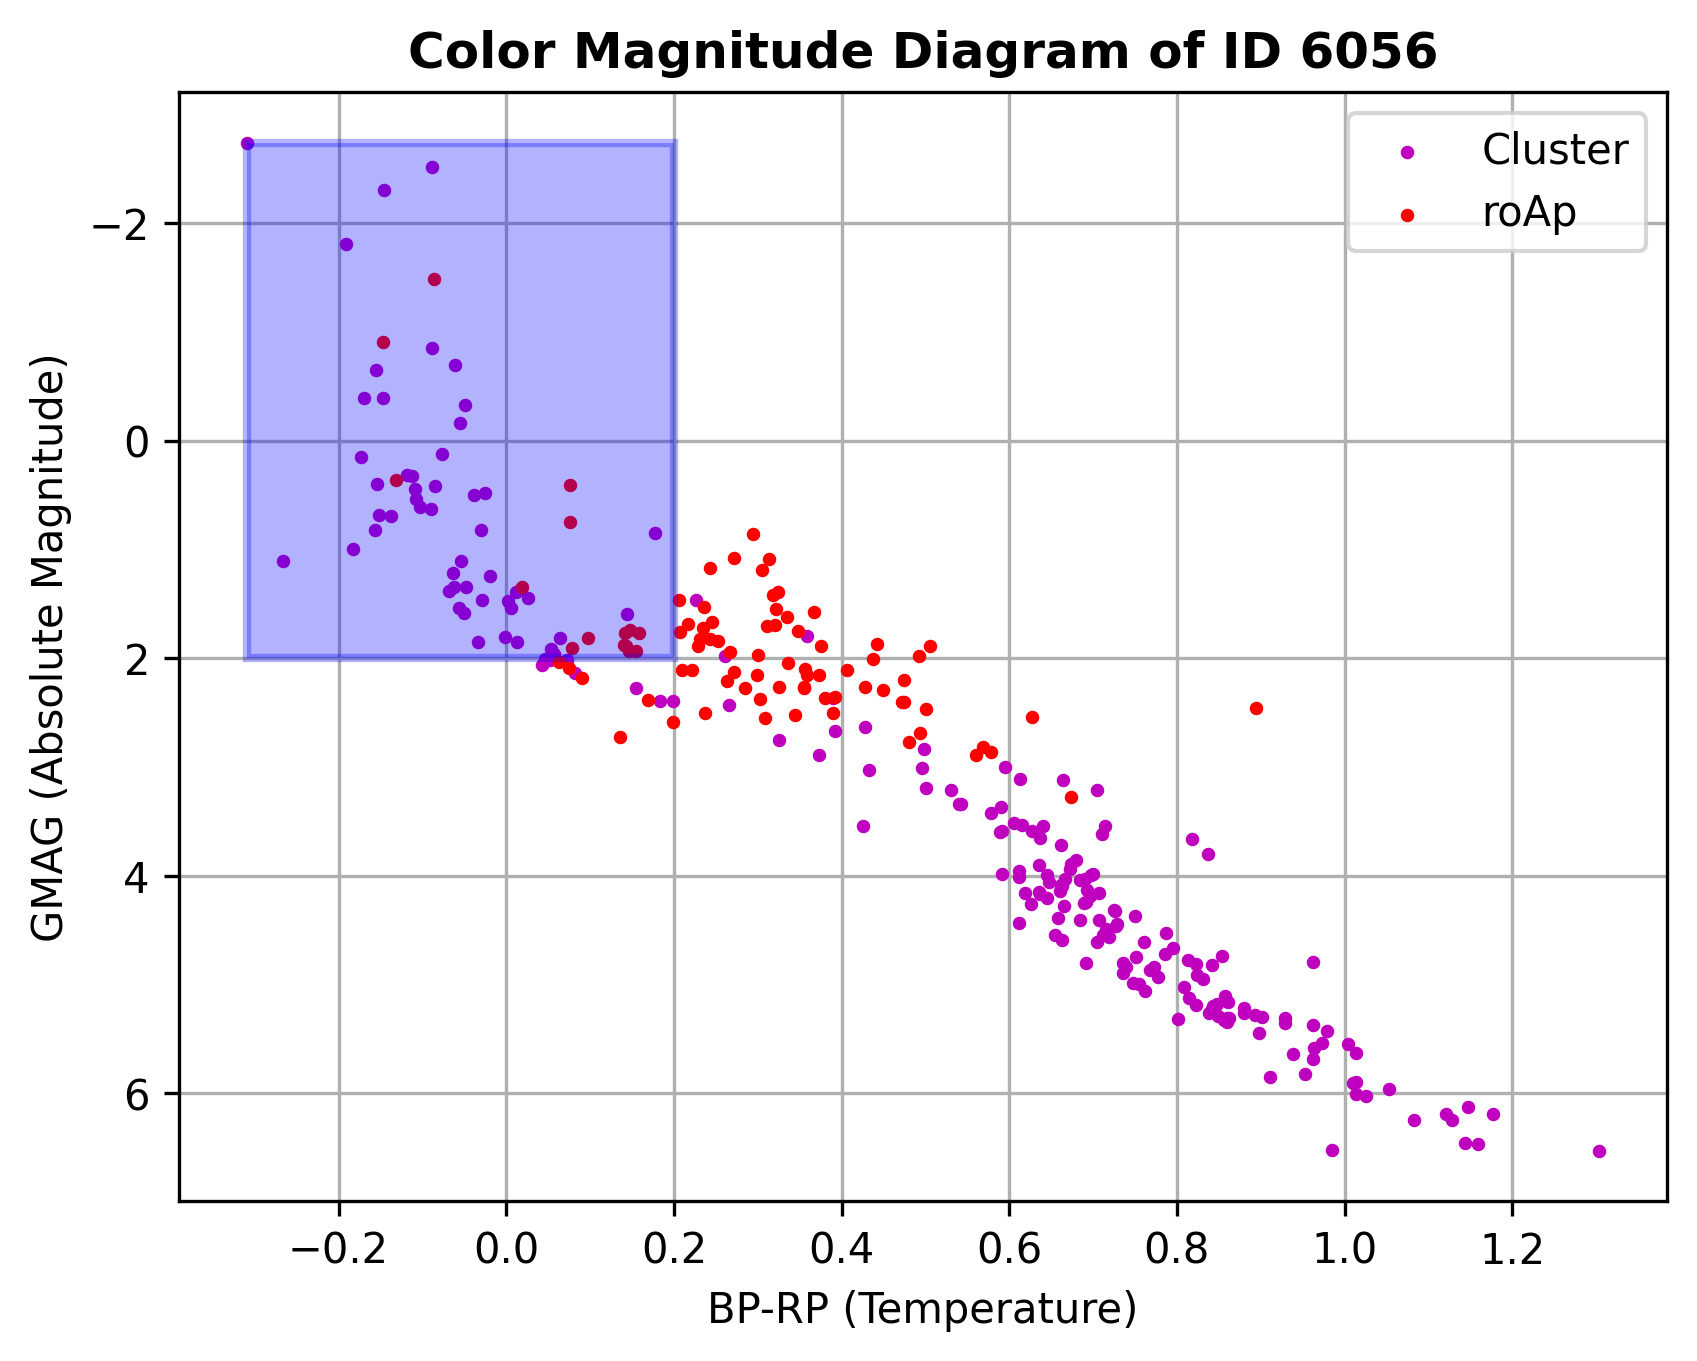 Color Magnitude Diagram of ID 6056
Cluster
roAp
GMAG (Absolute Magnitude)
−2
0
2
4
6
−0.2 0.0 0.2 0.4 0.6 0.8 1.0 1.2
BP-RP (Temperature)